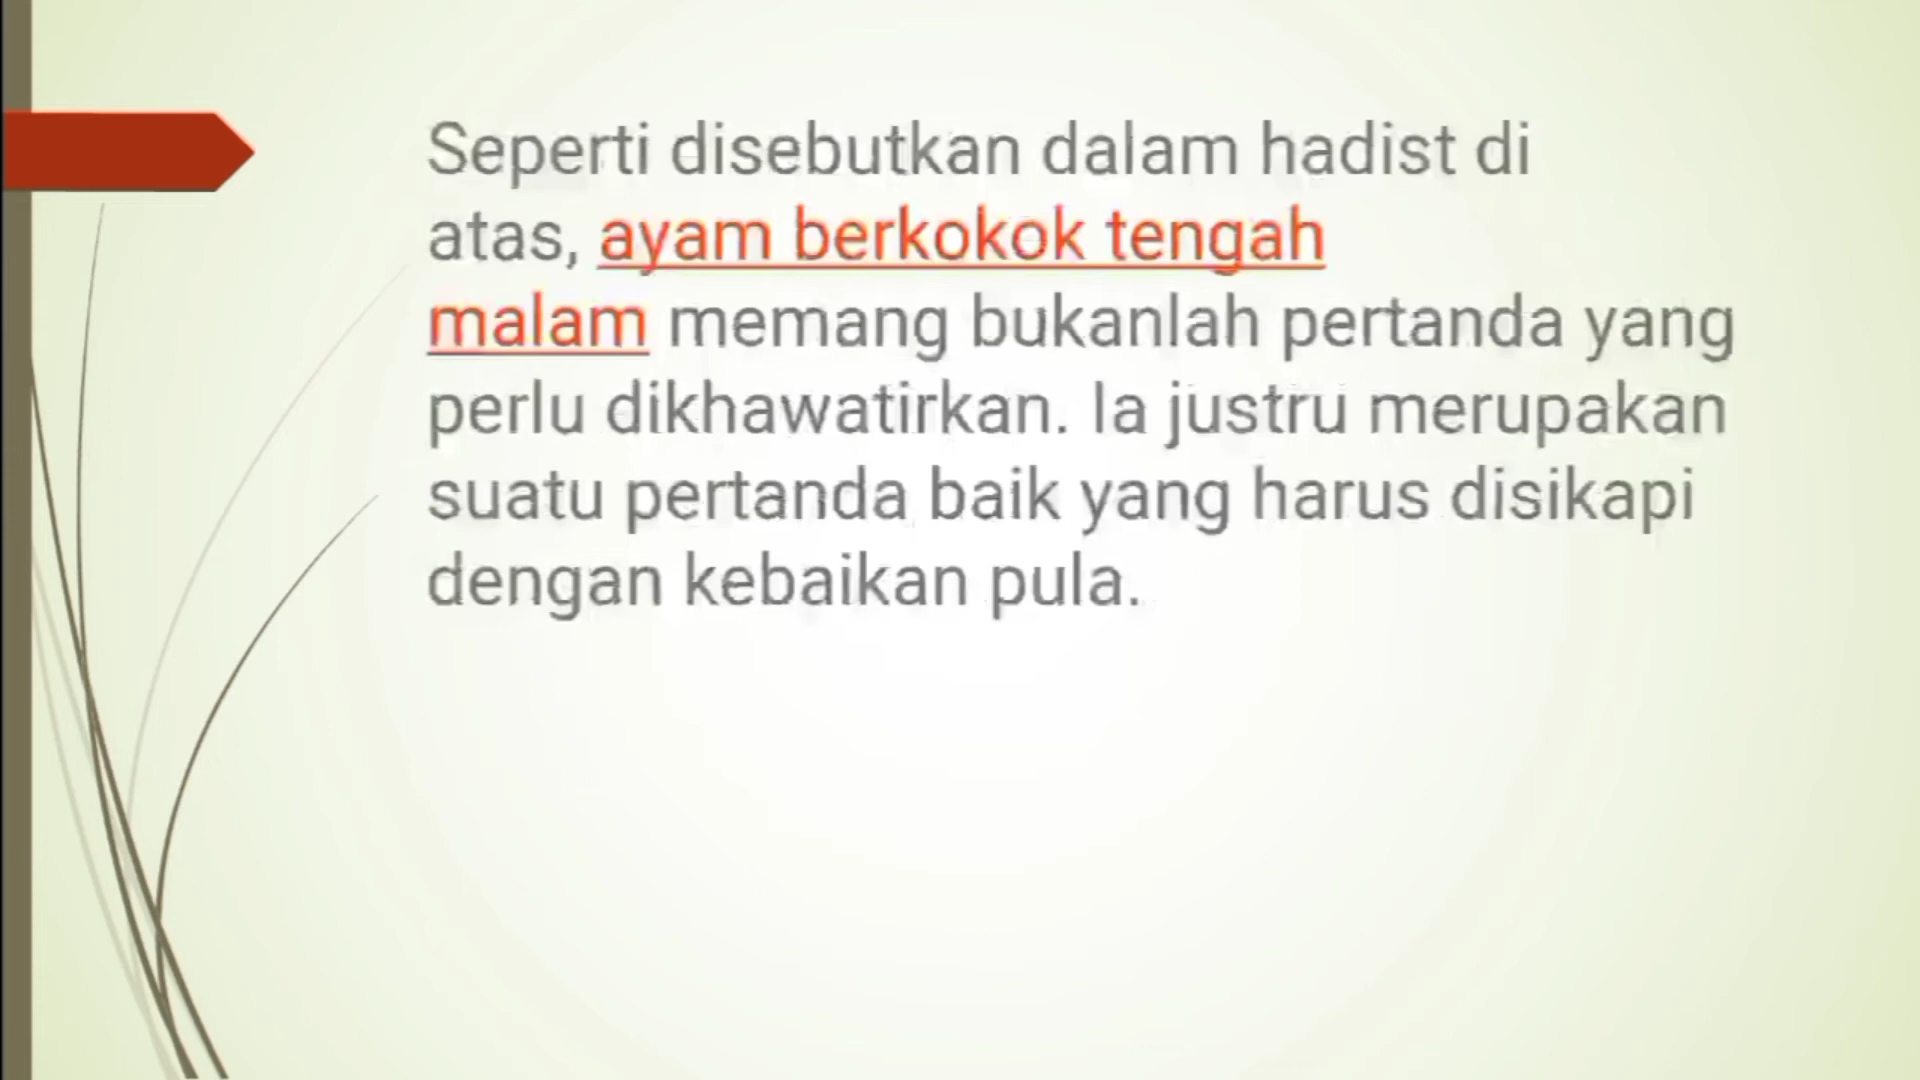 Seperti disebutkan dalam hadist di
atas, ayam berkokok tengah
malam memang bukanlah pertanda yang
perlu dikhawatirkan. Ia justru merupakan
suatu pertanda baik yang harus disikapi
dengan kebaikan pula.